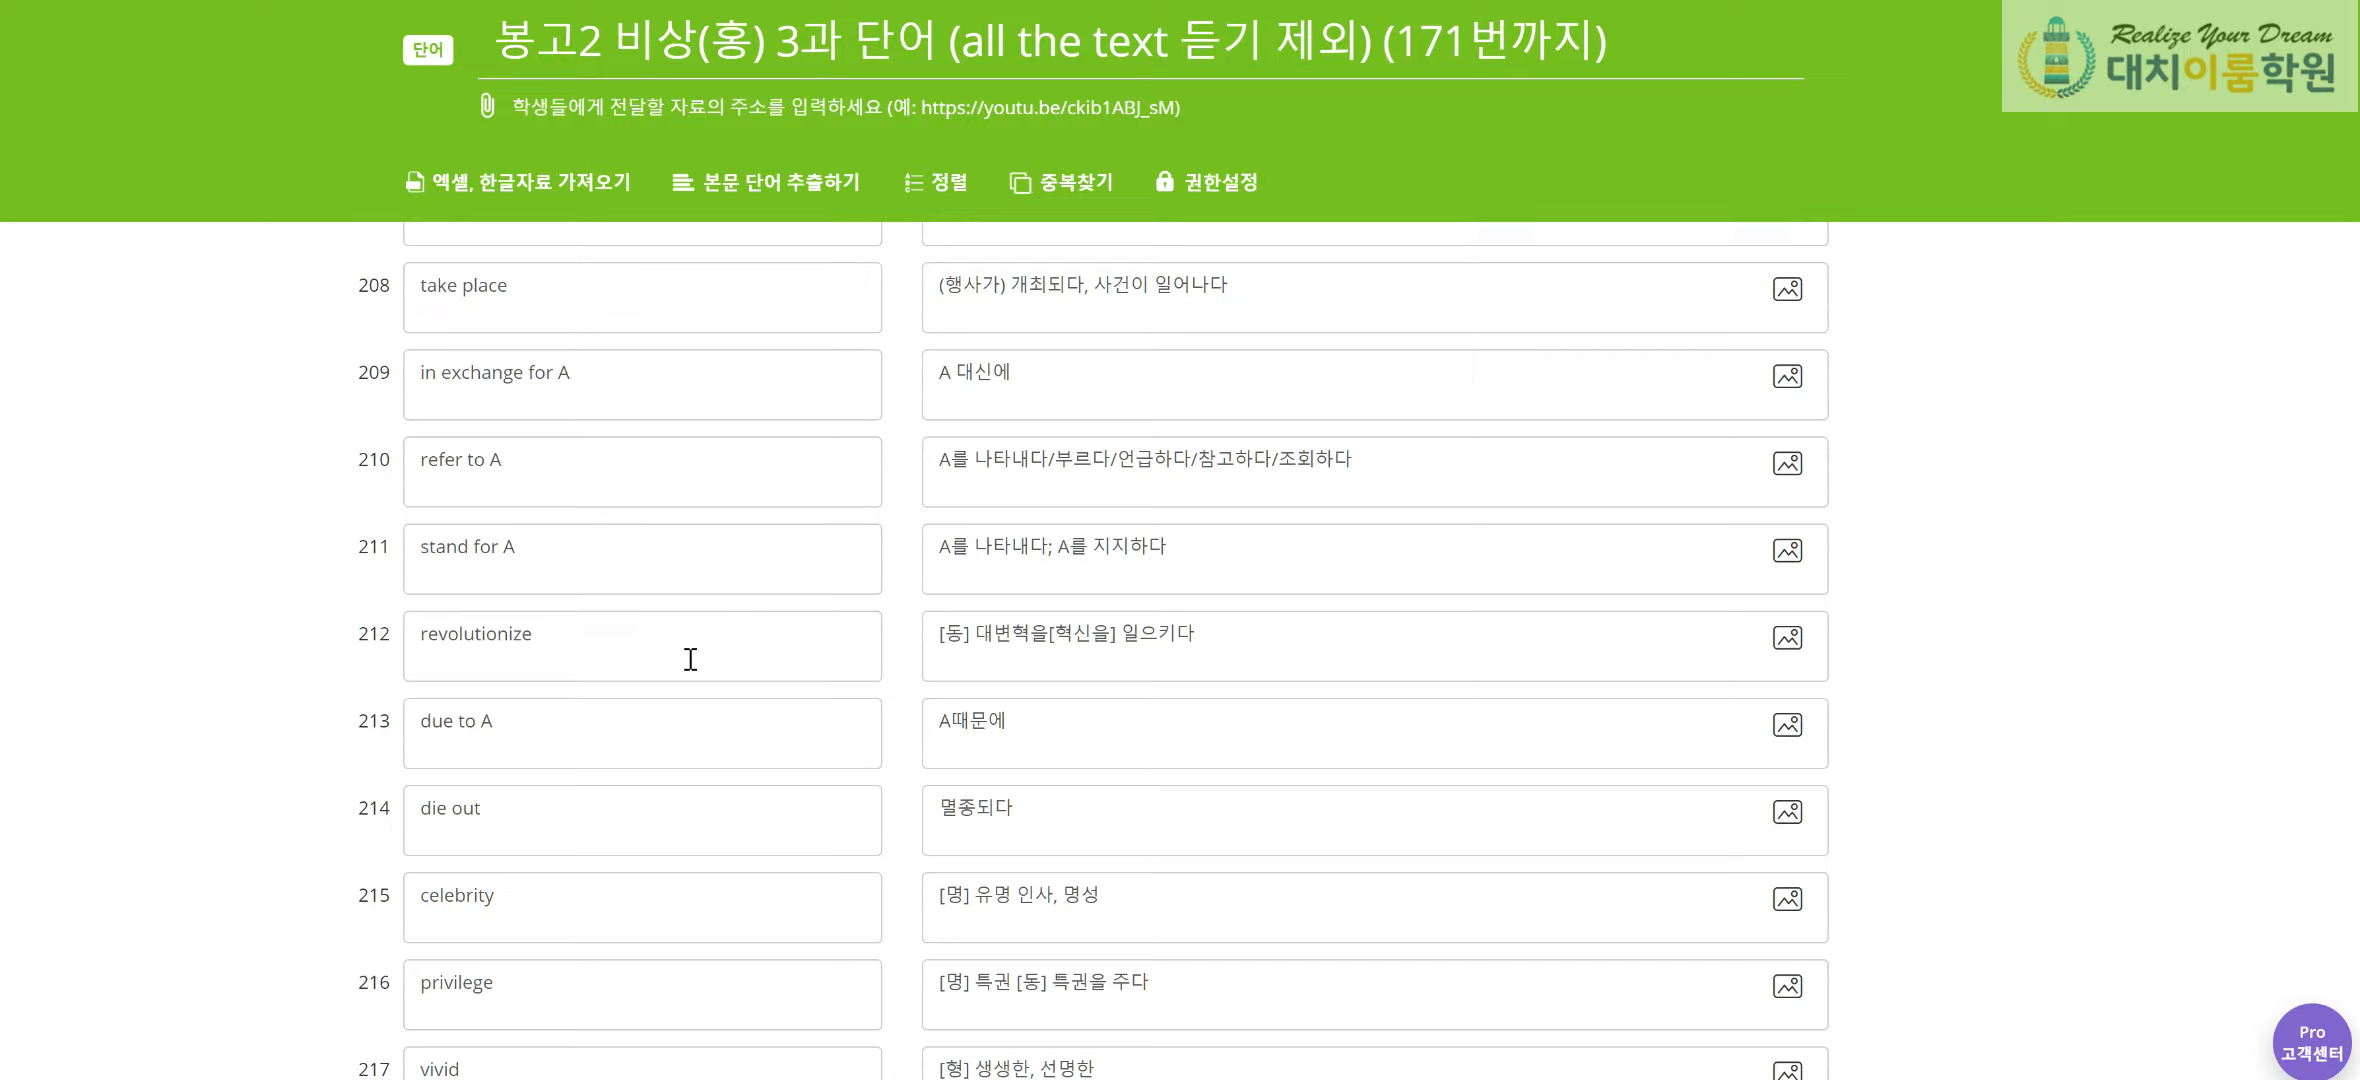 단어
봉고2 비상(홍) 3과 단어 (all the text 듣기 제외) (171번까지)
Realize Your Dream
대치이룸학원
학생들에게 전달할 자료의 주소를 입력하세요 (예: https://youtu.be/ckib1ABJ_sM)
엑셀, 한글자료 가져오기 본문 단어 추출하기 정렬 중복찾기 권한설정
208 take place (행사가) 개최되다, 사건이 일어나다
209 in exchange for A A 대신에
210 refer to A A를 나타내다/부르다/언급하다/참고하다/조회하다
211 stand for A A를 나타내다; A를 지지하다
212 revolutionize [동] 대변혁을[혁신을] 일으키다
213 due to A A때문에
214 die out 멸종되다
215 celebrity [명] 유명 인사, 명성
216 privilege [명] 특권 [동] 특권을 주다
217 vivid [형] 생생한, 선명한
Pro
고객센터